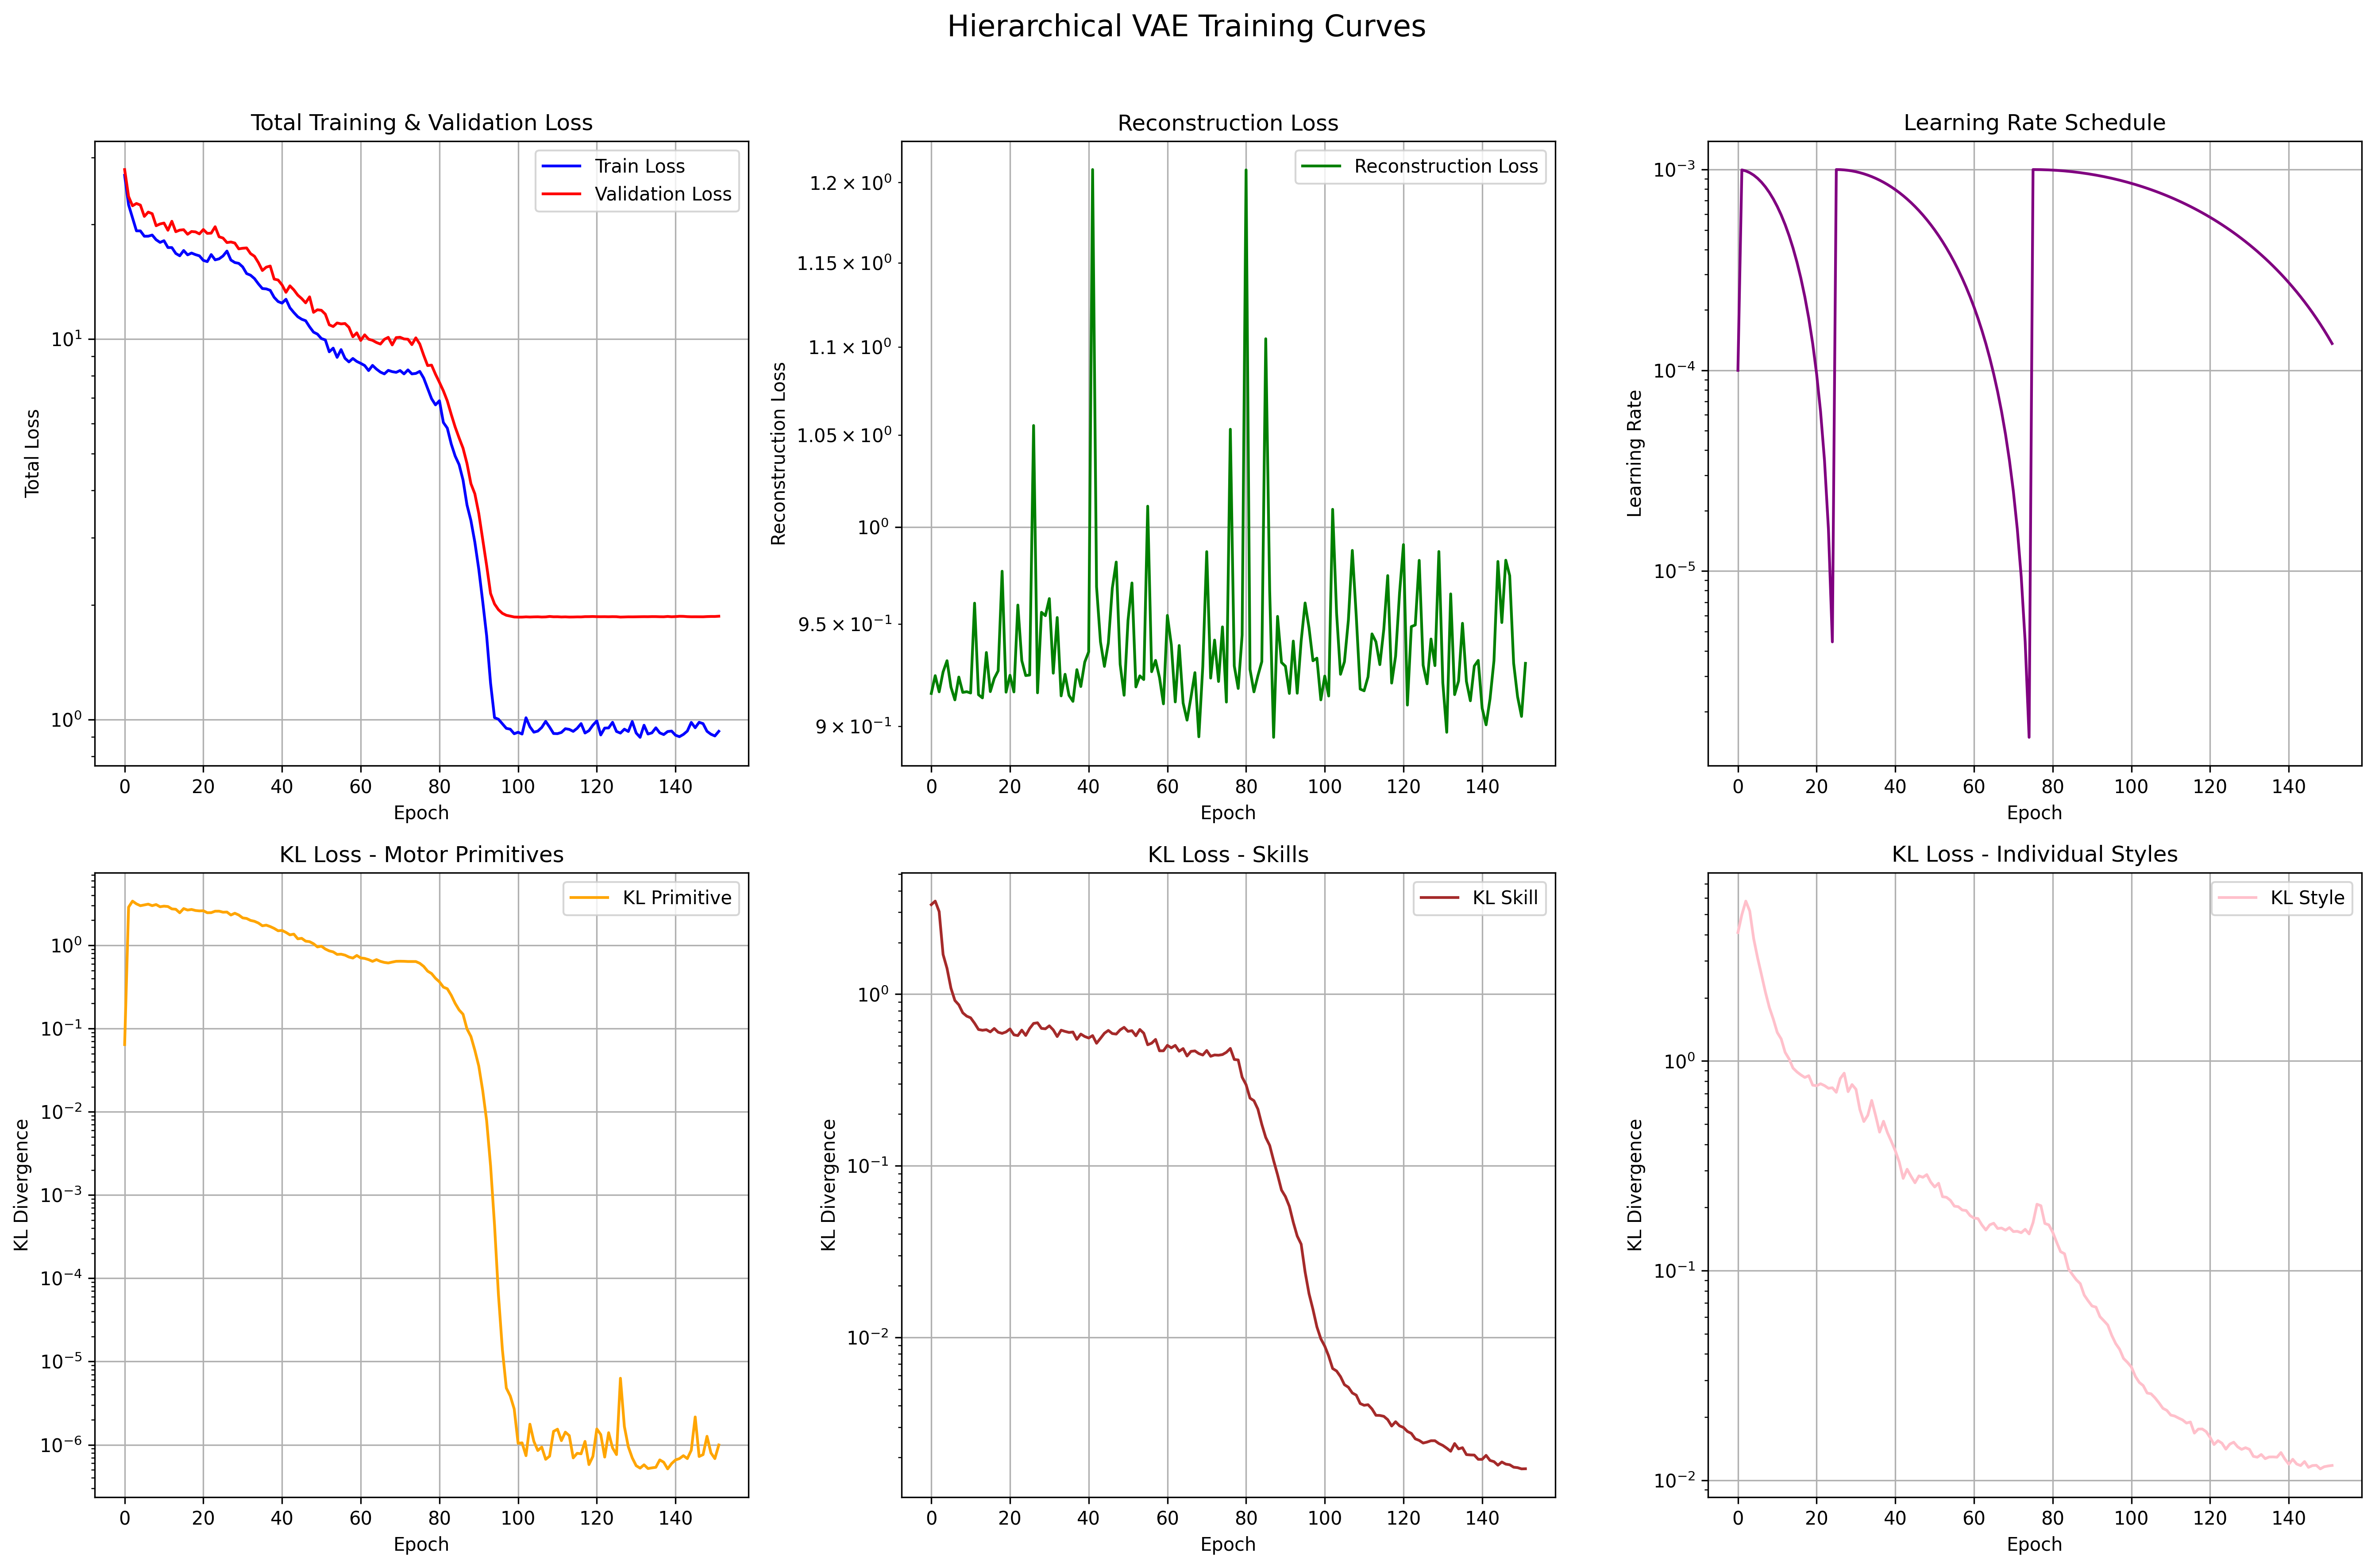 Hierarchical VAE Training Curves
Total Training & Validation Loss
Train Loss
Validation Loss
Total Loss
10¹
10⁰
0 20 40 60 80 100 120 140
Epoch
Reconstruction Loss
Reconstruction Loss
Reconstruction Loss
1.2 × 10⁰
1.15 × 10⁰
1.1 × 10⁰
1.05 × 10⁰
10⁰
9.5 × 10⁻¹
9 × 10⁻¹
0 20 40 60 80 100 120 140
Epoch
Learning Rate Schedule
Learning Rate
10⁻³
10⁻⁴
10⁻⁵
0 20 40 60 80 100 120 140
Epoch
KL Loss - Motor Primitives
KL Primitive
KL Divergence
10⁰
10⁻¹
10⁻²
10⁻³
10⁻⁴
10⁻⁵
10⁻⁶
0 20 40 60 80 100 120 140
Epoch
KL Loss - Skills
KL Skill
KL Divergence
10⁰
10⁻¹
10⁻²
0 20 40 60 80 100 120 140
Epoch
KL Loss - Individual Styles
KL Style
KL Divergence
10⁰
10⁻¹
10⁻²
0 20 40 60 80 100 120 140
Epoch